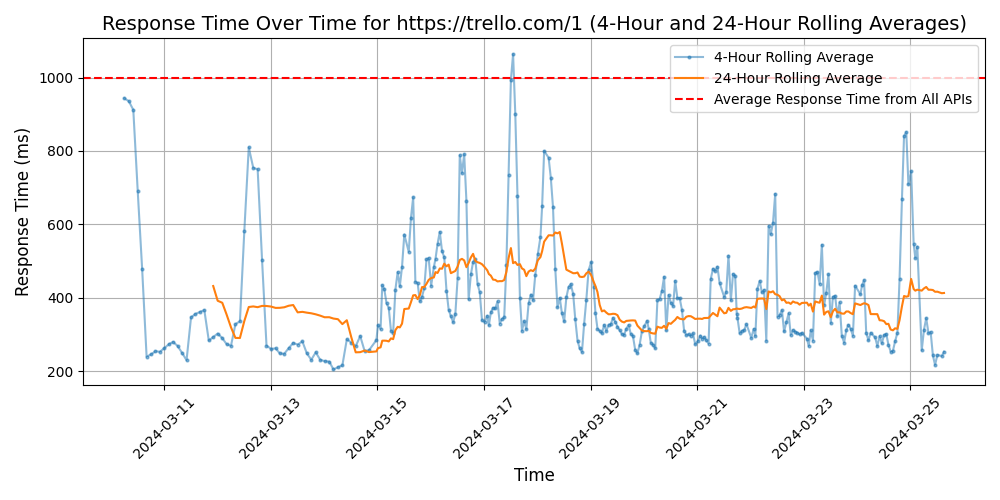 Response Time Over Time for https://trello.com/1 (4-Hour and 24-Hour Rolling Averages)
4-Hour Rolling Average
24-Hour Rolling Average
Average Response Time from All APIs
Response Time (ms)
1000
800
600
400
200
2024-03-11
2024-03-13
2024-03-15
2024-03-17
2024-03-19
2024-03-21
2024-03-23
2024-03-25
Time